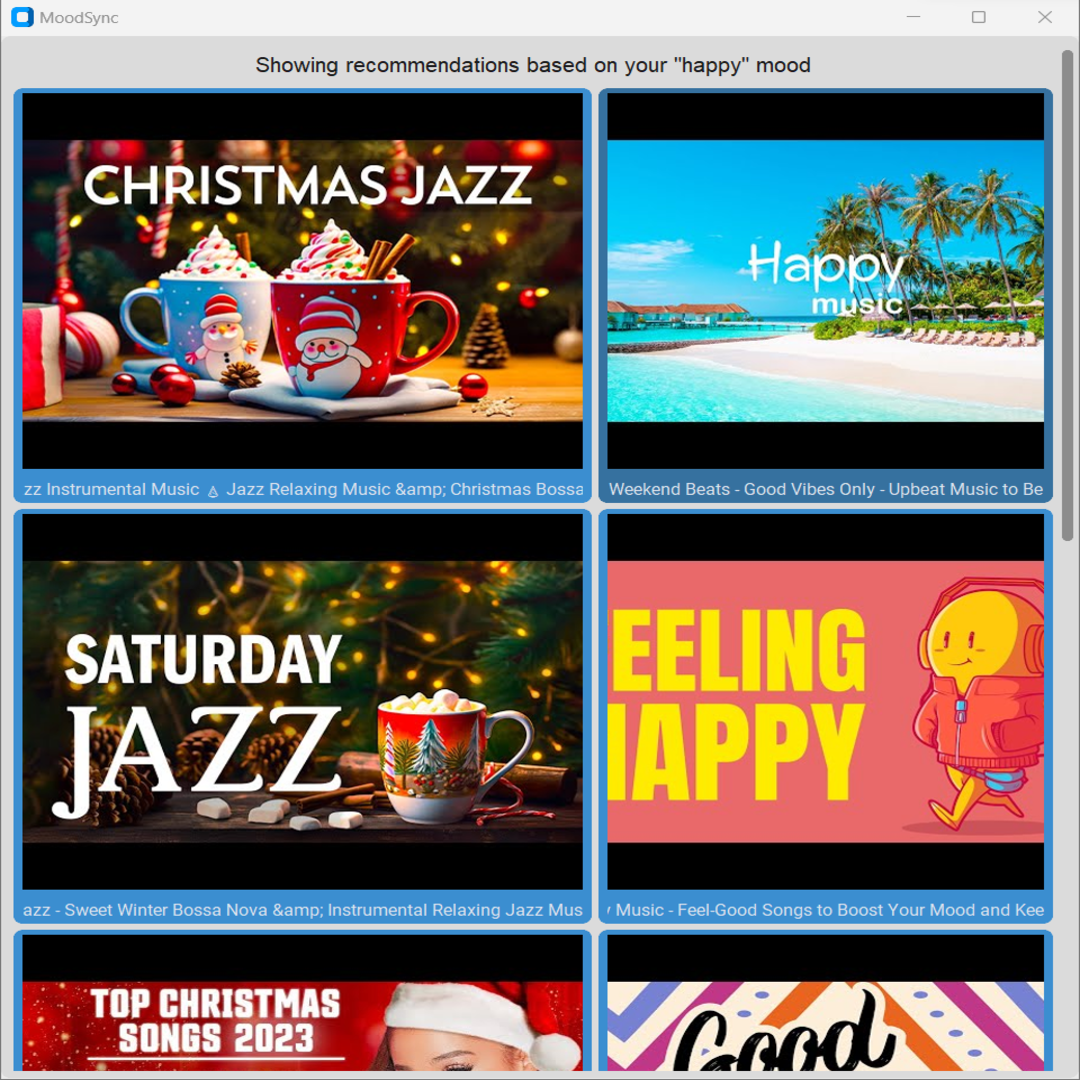 MoodSync
Showing recommendations based on your "happy" mood
CHRISTMAS JAZZ
Happy
music
zz Instrumental Music 🎄 Jazz Relaxing Music &amp; Christmas Bossa
Weekend Beats - Good Vibes Only - Upbeat Music to Be
SATURDAY
JAZZ
EELING
HAPPY
azz - Sweet Winter Bossa Nova &amp; Instrumental Relaxing Jazz Mus
Music - Feel-Good Songs to Boost Your Mood and Kee
TOP CHRISTMAS
SONGS 2023
Good